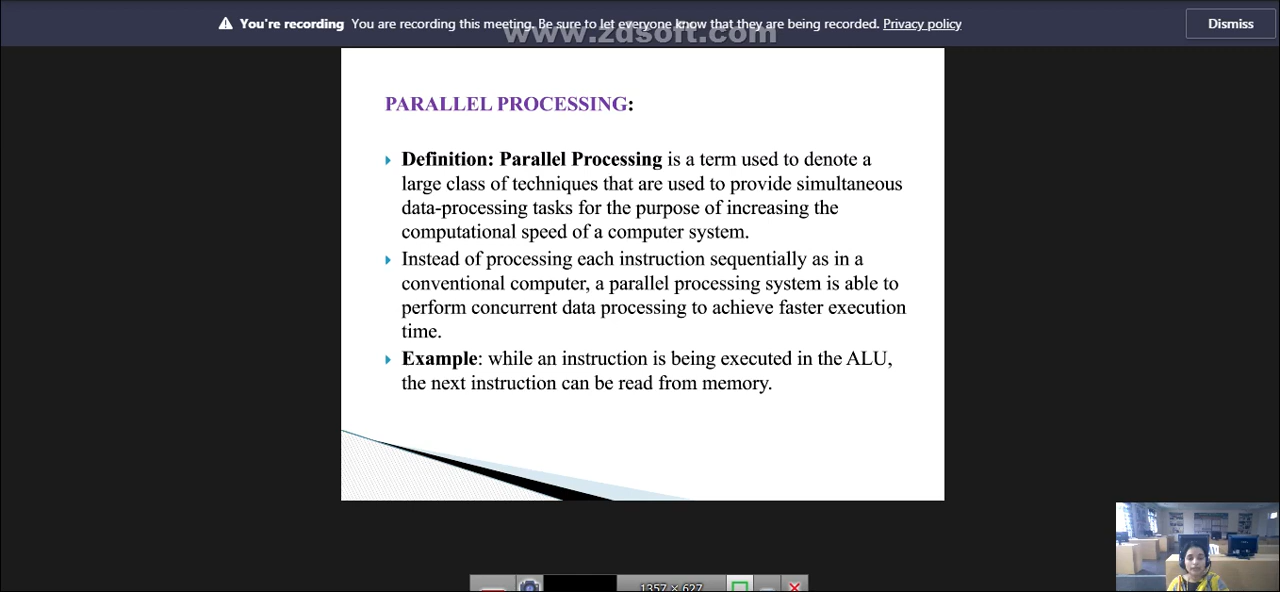 You're recording You are recording this meeting. Be sure to let everyone know that they are being recorded. Privacy policy
Dismiss
www.zdsoft.com
PARALLEL PROCESSING:
Definition: Parallel Processing is a term used to denote a
large class of techniques that are used to provide simultaneous
data-processing tasks for the purpose of increasing the
computational speed of a computer system.
Instead of processing each instruction sequentially as in a
conventional computer, a parallel processing system is able to
perform concurrent data processing to achieve faster execution
time.
Example: while an instruction is being executed in the ALU,
the next instruction can be read from memory.
1357 × 627